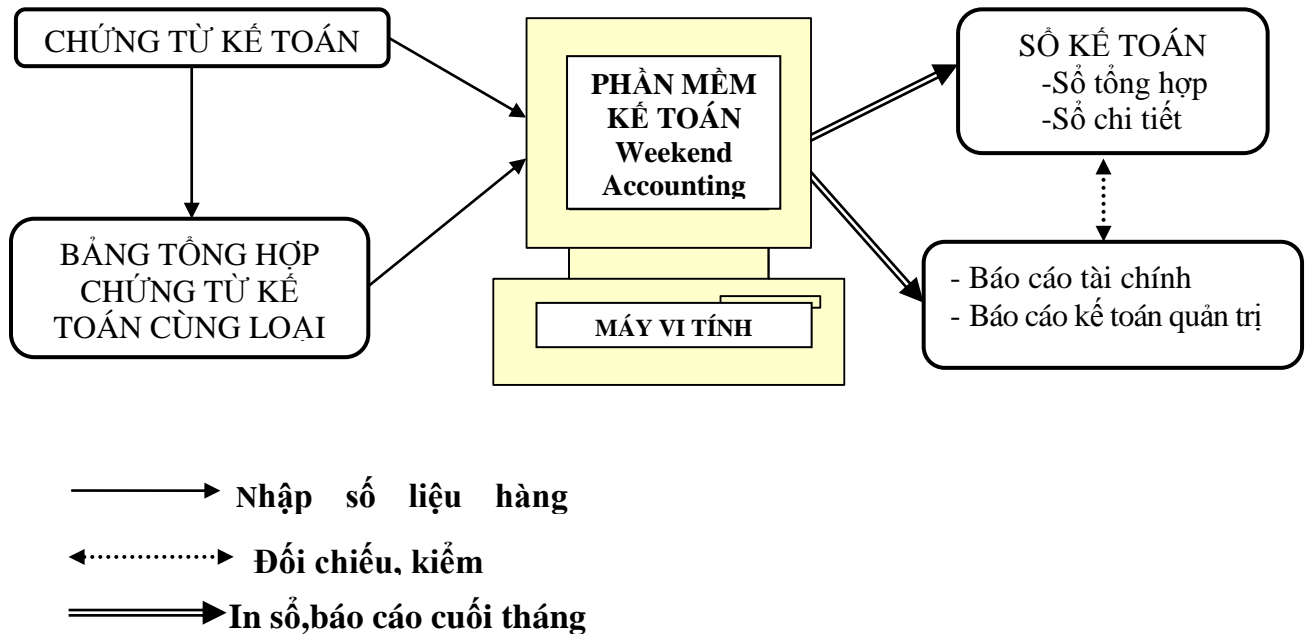 CHỨNG TỪ KẾ TOÁN
BẢNG TỔNG HỢP
CHỨNG TỪ KẾ
TOÁN CÙNG LOẠI
PHẦN MỀM
KẾ TOÁN
Weekend
Accounting
MÁY VI TÍNH
SỔ KẾ TOÁN
-Sổ tổng hợp
-Sổ chi tiết
- Báo cáo tài chính
- Báo cáo kế toán quản trị
Nhập số liệu hàng
Đối chiếu, kiểm
In sổ,báo cáo cuối tháng